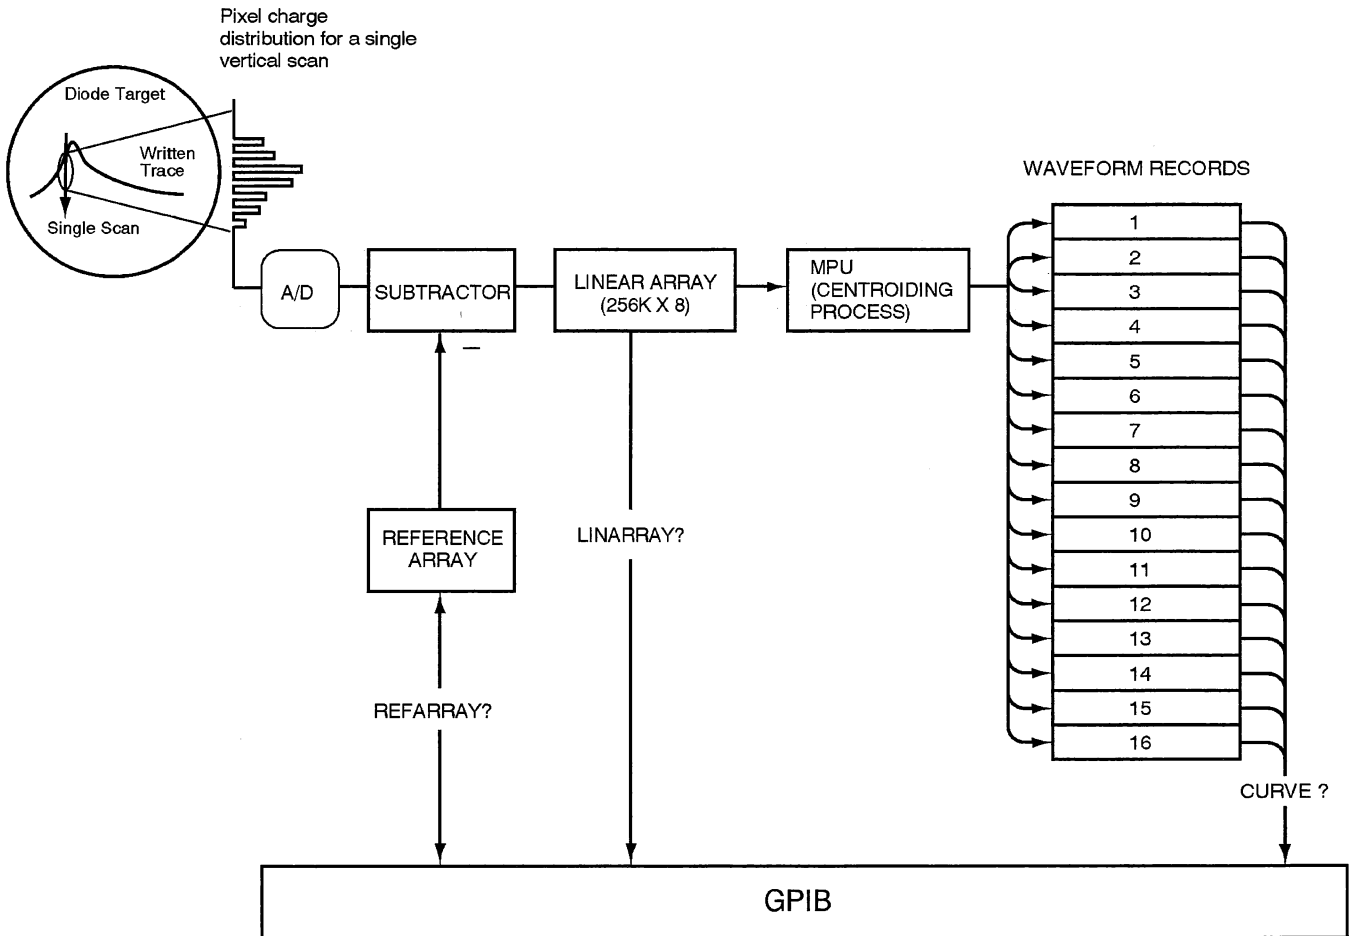 Pixel charge
distribution for a single
vertical scan
Diode Target
Written
Trace
Single Scan
A/D
SUBTRACTOR
LINEAR ARRAY
(256K X 8)
MPU
(CENTROIDING
PROCESS)
WAVEFORM RECORDS
1
2
3
4
5
6
7
8
9
10
11
12
13
14
15
16
–
REFERENCE
ARRAY
LINARRAY?
REFARRAY?
CURVE ?
GPIB